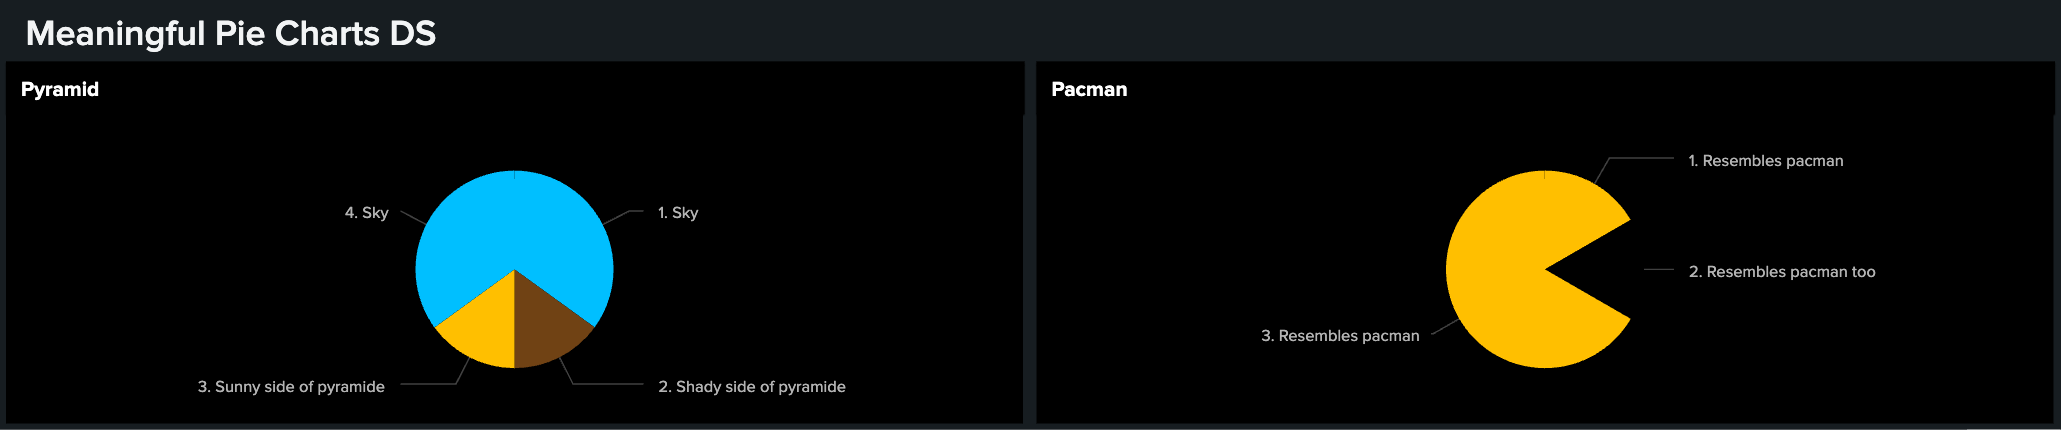 Meaningful Pie Charts DS
Pyramid
4. Sky
1. Sky
3. Sunny side of pyramide
2. Shady side of pyramide
Pacman
1. Resembles pacman
2. Resembles pacman too
3. Resembles pacman